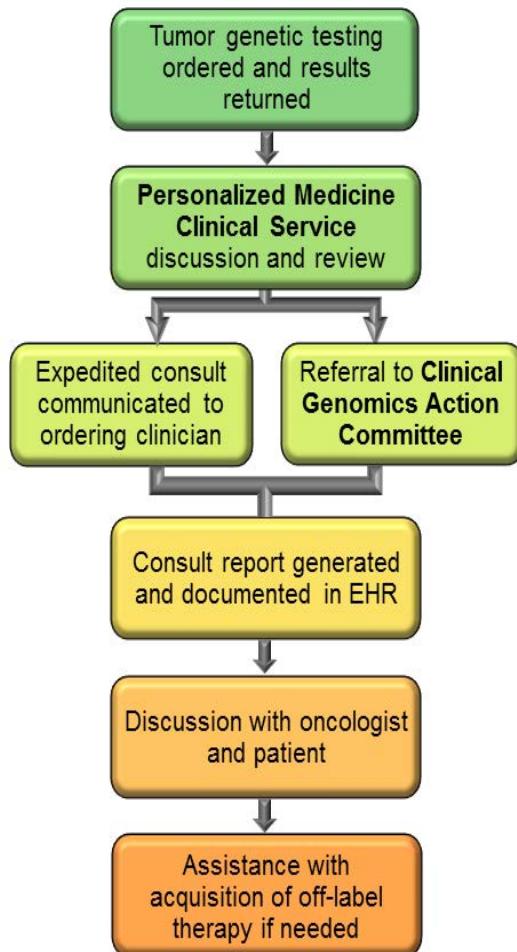 Tumor genetic testing
ordered and results
returned
Personalized Medicine
Clinical Service
discussion and review
Expedited consult
communicated to
ordering clinician
Referral to Clinical
Genomics Action
Committee
Consult report generated
and documented in EHR
Discussion with oncologist
and patient
Assistance with
acquisition of off-label
therapy if needed